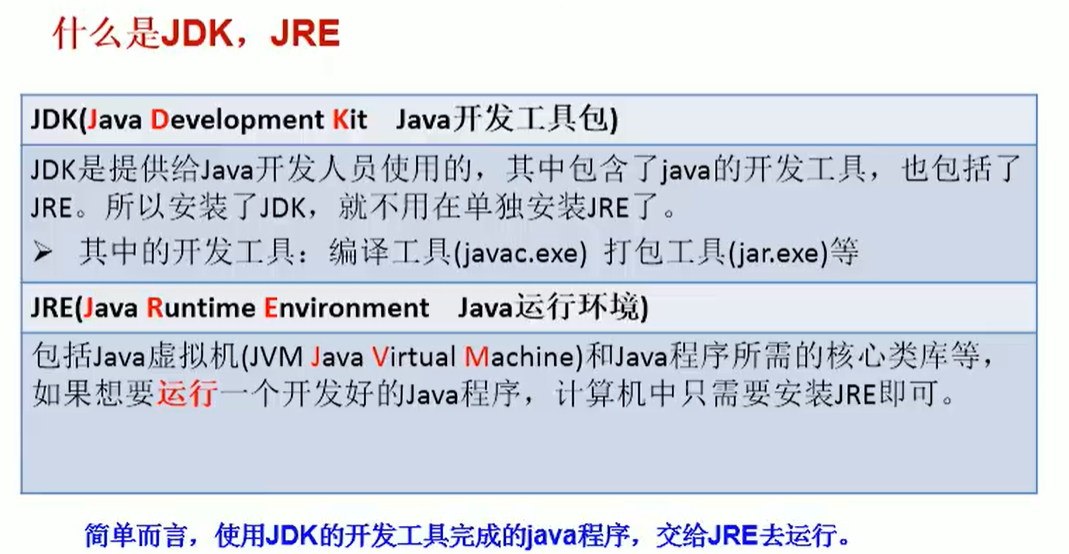 什么是JDK，JRE
JDK(Java Development Kit Java开发工具包)
JDK是提供给Java开发人员使用的，其中包含了java的开发工具，也包括了
JRE。所以安装了JDK，就不用在单独安装JRE了。
➢ 其中的开发工具：编译工具(javac.exe) 打包工具(jar.exe)等
JRE(Java Runtime Environment Java运行环境)
包括Java虚拟机(JVM Java Virtual Machine)和Java程序所需的核心类库等，
如果想要运行一个开发好的Java程序，计算机中只需要安装JRE即可。
简单而言，使用JDK的开发工具完成的java程序，交给JRE去运行。